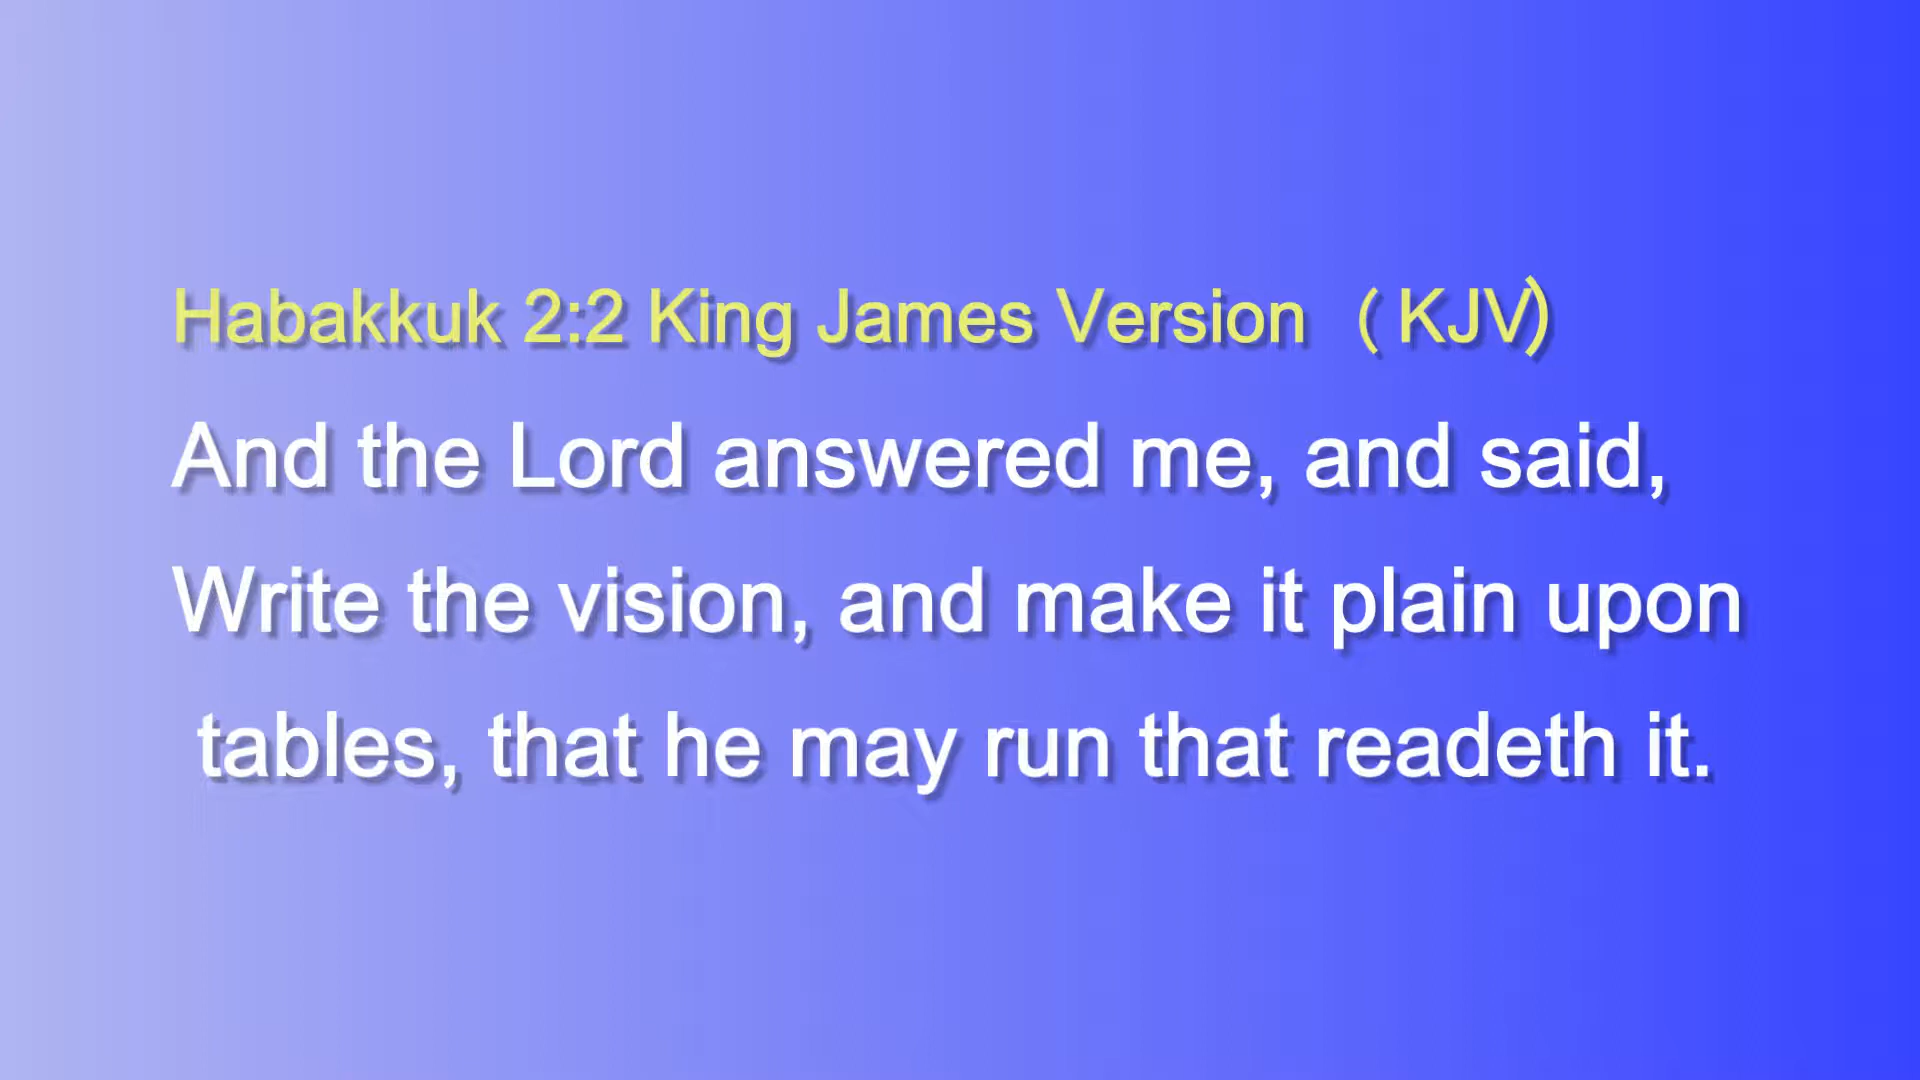 Habakkuk 2:2 King James Version ( KJV)
And the Lord answered me, and said,
Write the vision, and make it plain upon
tables, that he may run that readeth it.